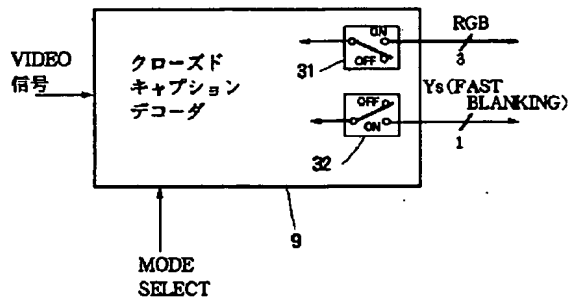 VIDEO
信号
クローズド
キャプション
デコーダ
ON
OFF
31
RGB
3
Ys(FAST
BLANKING)
OFF
ON
32
1
9
MODE
SELECT